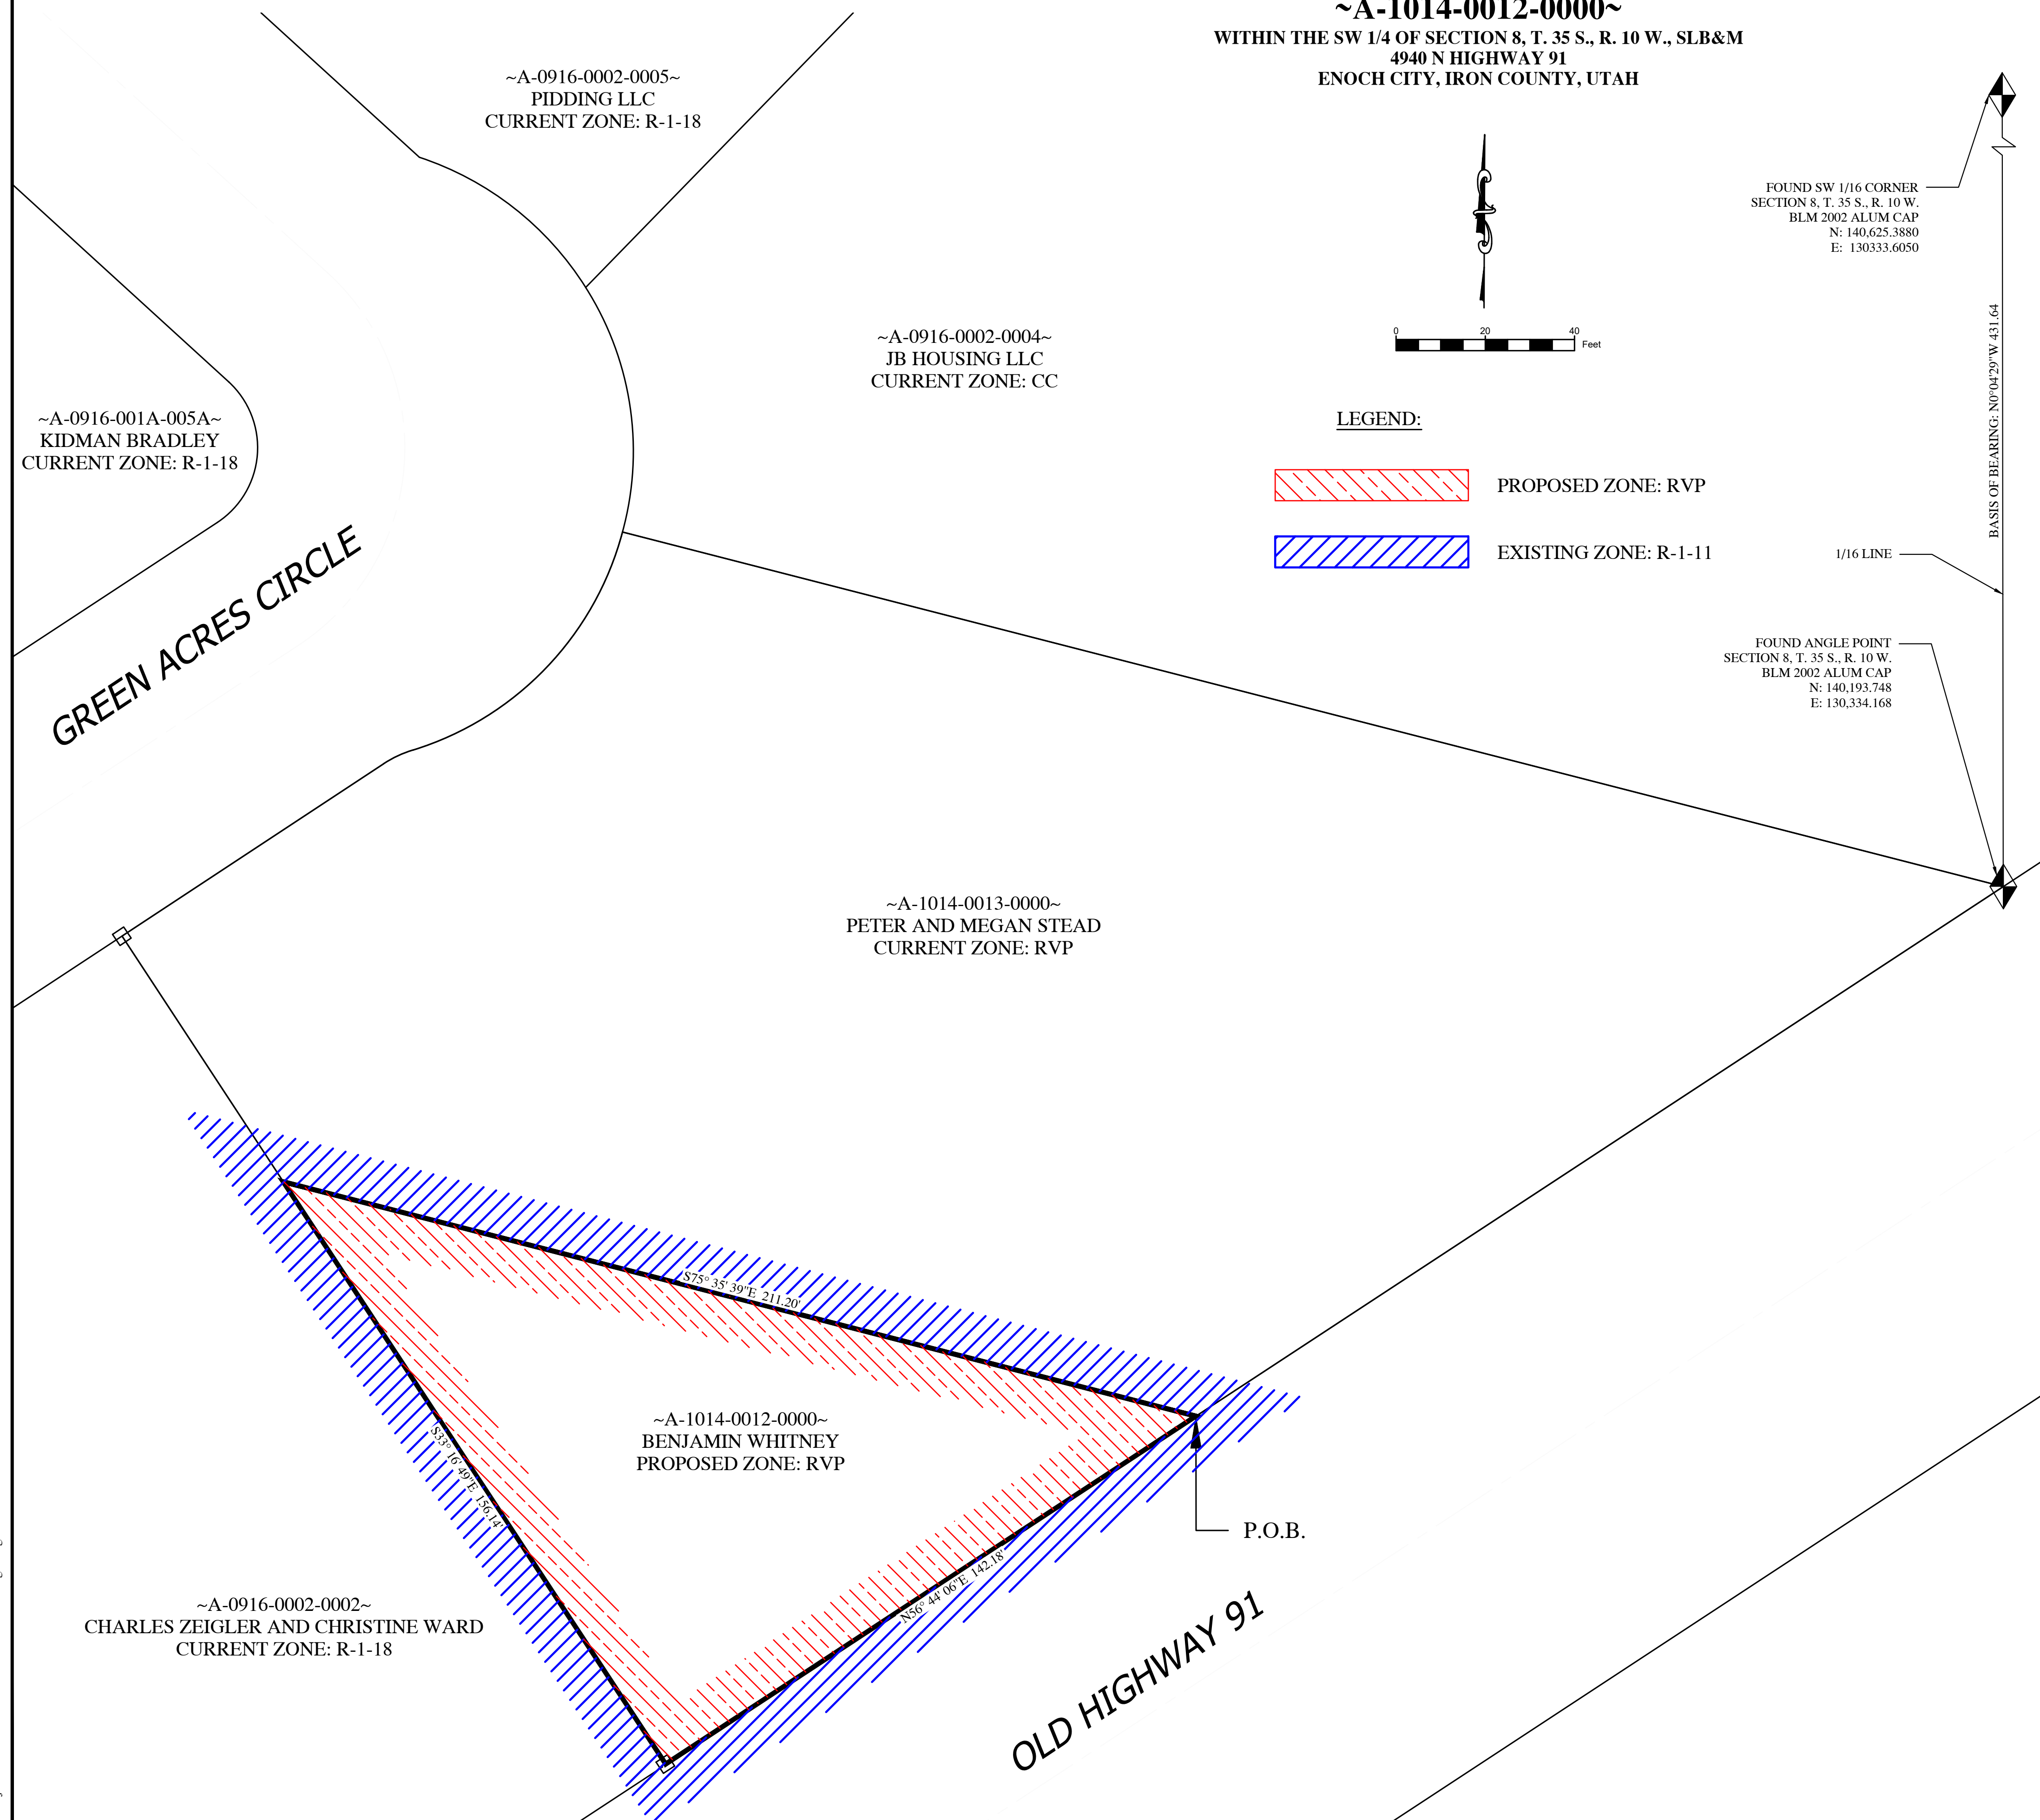 ~A-1014-0012-0000~
WITHIN THE SW 1/4 OF SECTION 8, T. 35 S., R. 10 W., SLB&M
4940 N HIGHWAY 91
ENOCH CITY, IRON COUNTY, UTAH
~A-0916-0002-0005~
PIDDING LLC
CURRENT ZONE: R-1-18
FOUND SW 1/16 CORNER
SECTION 8, T. 35 S., R. 10 W.
BLM 2002 ALUM CAP
N: 140,625.3880
E: 130333.6050
~A-0916-0002-0004~
JB HOUSING LLC
CURRENT ZONE: CC
0 20 40
Feet
BASIS OF BEARING: N0°04'29"W 431.64
LEGEND:
PROPOSED ZONE: RVP
EXISTING ZONE: R-1-11
~A-0916-001A-005A~
KIDMAN BRADLEY
CURRENT ZONE: R-1-18
GREEN ACRES CIRCLE
1/16 LINE
FOUND ANGLE POINT
SECTION 8, T. 35 S., R. 10 W.
BLM 2002 ALUM CAP
N: 140,193.748
E: 130,334.168
~A-1014-0013-0000~
PETER AND MEGAN STEAD
CURRENT ZONE: RVP
S75° 35' 39"E 211.20'
S33° 16' 49"E 156.14'
~A-1014-0012-0000~
BENJAMIN WHITNEY
PROPOSED ZONE: RVP
N56° 44' 06"E 142.18'
P.O.B.
~A-0916-0002-0002~
CHARLES ZEIGLER AND CHRISTINE WARD
CURRENT ZONE: R-1-18
OLD HIGHWAY 91